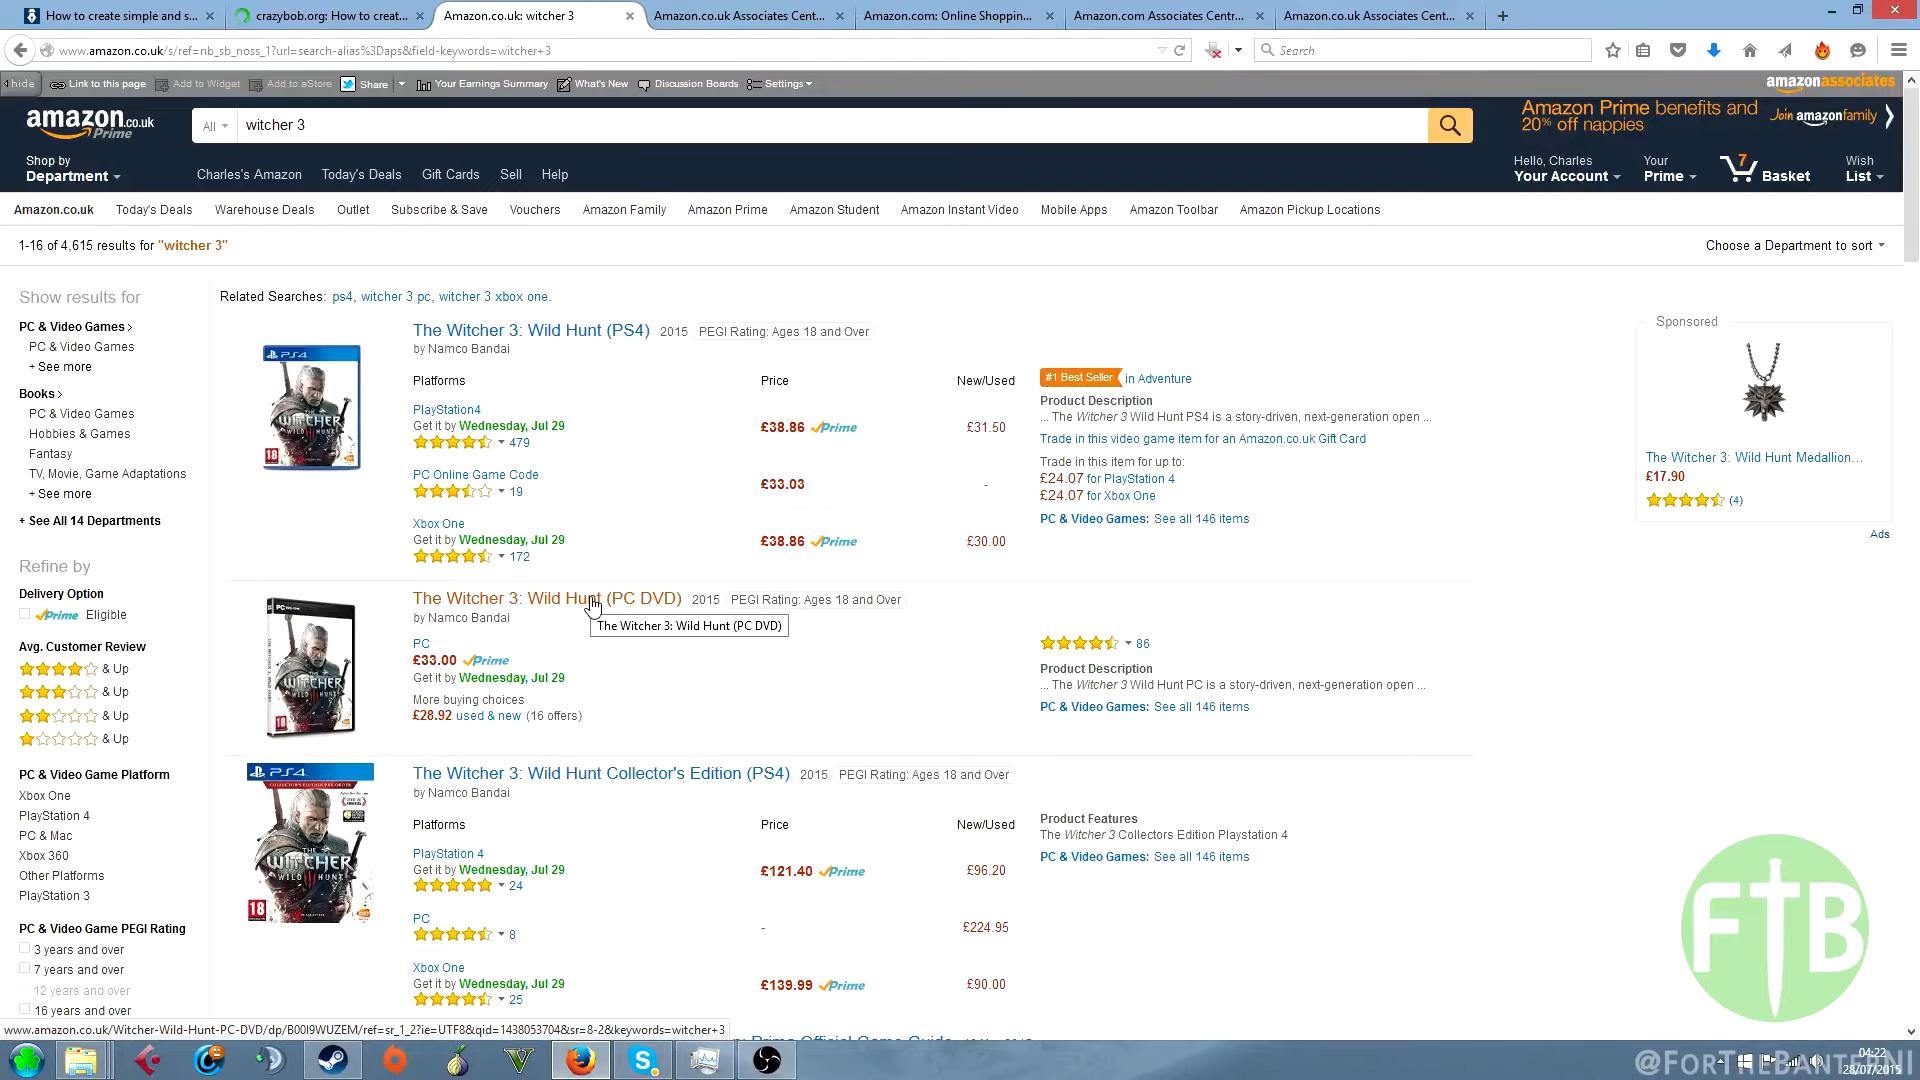 How to create simple and s...
crazybob.org: How to creat...
Amazon.co.uk: witcher 3
Amazon.co.uk Associates Cent...
Amazon.com: Online Shoppin...
Amazon.com Associates Centr...
Amazon.co.uk Associates Cent...
www.amazon.co.uk/s/ref=nb_sb_noss_1?url=search-alias%3Daps&field-keywords=witcher+3
Search
hide
Link to this page
Add to Widget
Add to aStore
Share
Your Earnings Summary
What's New
Discussion Boards
Settings
amazonassociates
amazon.co.uk
Prime
All
witcher 3
Amazon Prime benefits and
20% off nappies
Join amazonfamily
Shop by
Department
Charles's Amazon
Today's Deals
Gift Cards
Sell
Help
Hello, Charles
Your Account
Your
Prime
7
Basket
Wish
List
Amazon.co.uk
Today's Deals
Warehouse Deals
Outlet
Subscribe & Save
Vouchers
Amazon Family
Amazon Prime
Amazon Student
Amazon Instant Video
Mobile Apps
Amazon Toolbar
Amazon Pickup Locations
1-16 of 4,615 results for "witcher 3"
Choose a Department to sort
Show results for
PC & Video Games
PC & Video Games
+ See more
Books
PC & Video Games
Hobbies & Games
Fantasy
TV, Movie, Game Adaptations
+ See more
+ See All 14 Departments
Refine by
Delivery Option
Prime Eligible
Avg. Customer Review
& Up
& Up
& Up
& Up
PC & Video Game Platform
Xbox One
PlayStation 4
PC & Mac
Xbox 360
Other Platforms
PlayStation 3
PC & Video Game PEGI Rating
3 years and over
7 years and over
12 years and over
16 years and over
Related Searches: ps4, witcher 3 pc, witcher 3 xbox one.
PS4
THE
WITCHER
WILD HUNT
18
The Witcher 3: Wild Hunt (PS4) 2015 PEGI Rating: Ages 18 and Over
by Namco Bandai
Platforms Price New/Used
PlayStation4
Get it by Wednesday, Jul 29
£38.86 Prime £31.50
479
PC Online Game Code
£33.03 -
19
Xbox One
Get it by Wednesday, Jul 29
£38.86 Prime £30.00
172
#1 Best Seller in Adventure
Product Description
... The Witcher 3 Wild Hunt PS4 is a story-driven, next-generation open ...
Trade in this video game item for an Amazon.co.uk Gift Card
Trade in this item for up to:
£24.07 for PlayStation 4
£24.07 for Xbox One
PC & Video Games: See all 146 items
Sponsored
The Witcher 3: Wild Hunt Medallion...
£17.90
(4)
Ads
THE
WITCHER
WILD HUNT
18
The Witcher 3: Wild Hunt (PC DVD) 2015 PEGI Rating: Ages 18 and Over
by Namco Bandai
The Witcher 3: Wild Hunt (PC DVD)
PC
£33.00 Prime
Get it by Wednesday, Jul 29
More buying choices
£28.92 used & new (16 offers)
86
Product Description
... The Witcher 3 Wild Hunt PC is a story-driven, next-generation open ...
PC & Video Games: See all 146 items
PS4
THE
WITCHER
WILD HUNT
18
The Witcher 3: Wild Hunt Collector's Edition (PS4) 2015 PEGI Rating: Ages 18 and Over
by Namco Bandai
Platforms Price New/Used
PlayStation 4
Get it by Wednesday, Jul 29
£121.40 Prime £96.20
24
PC
- £224.95
8
Xbox One
Get it by Wednesday, Jul 29
£139.99 Prime £90.00
25
Product Features
The Witcher 3 Collectors Edition Playstation 4
PC & Video Games: See all 146 items
FTB
www.amazon.co.uk/Witcher-Wild-Hunt-PC-DVD/dp/B00I9WUZEM/ref=sr_1_2?ie=UTF8&qid=1438053704&sr=8-2&keywords=witcher+3
@ForTheBanterNI
04:22
28/07/2015